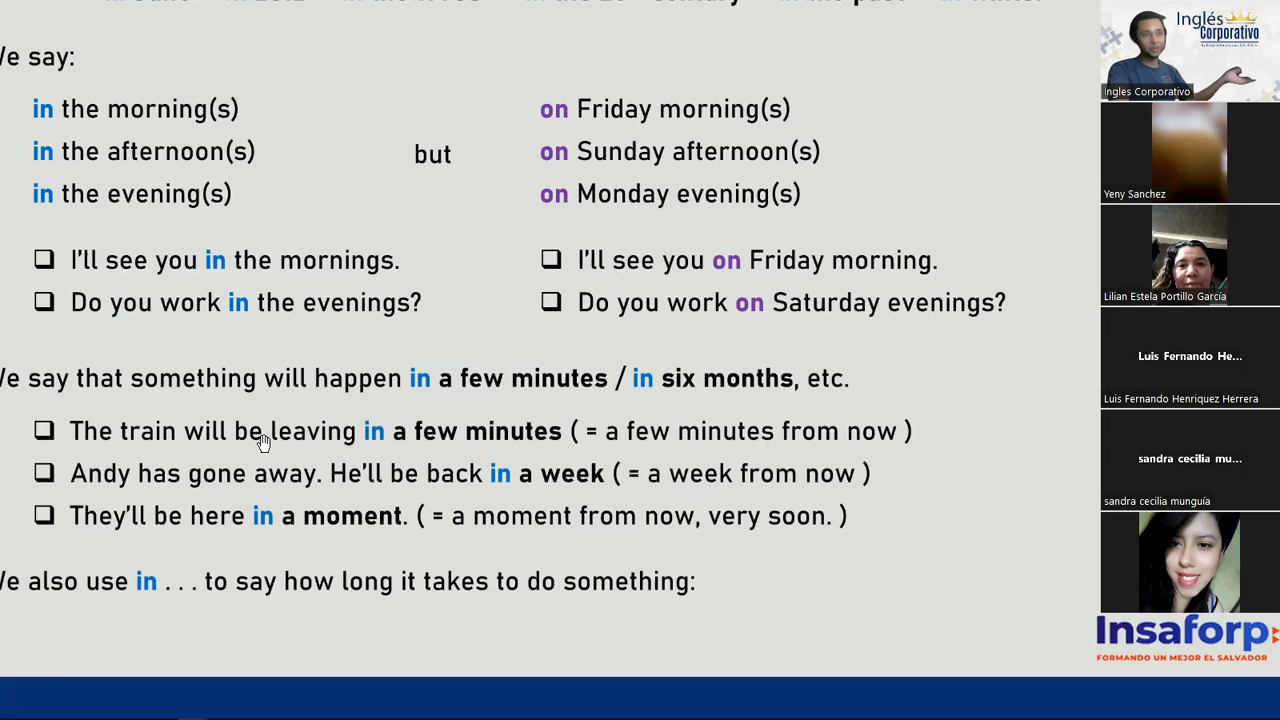 We say:
in the morning(s)
on Friday morning(s)
in the afternoon(s)
but
on Sunday afternoon(s)
in the evening(s)
on Monday evening(s)
I'll see you in the mornings.
I'll see you on Friday morning.
Do you work in the evenings?
Do you work on Saturday evenings?
We say that something will happen in a few minutes / in six months, etc.
The train will be leaving in a few minutes ( = a few minutes from now )
Andy has gone away. He'll be back in a week ( = a week from now )
They'll be here in a moment. ( = a moment from now, very soon. )
We also use in . . . to say how long it takes to do something:
Inglés
Corporativo
Ingles Corporativo
Yeny Sanchez
Lilian Estela Portillo García
Luis Fernando He...
Luis Fernando Henriquez Herrera
sandra cecilia mu...
sandra cecilia munguía
Insaforp
FORMANDO UN MEJOR EL SALVADOR